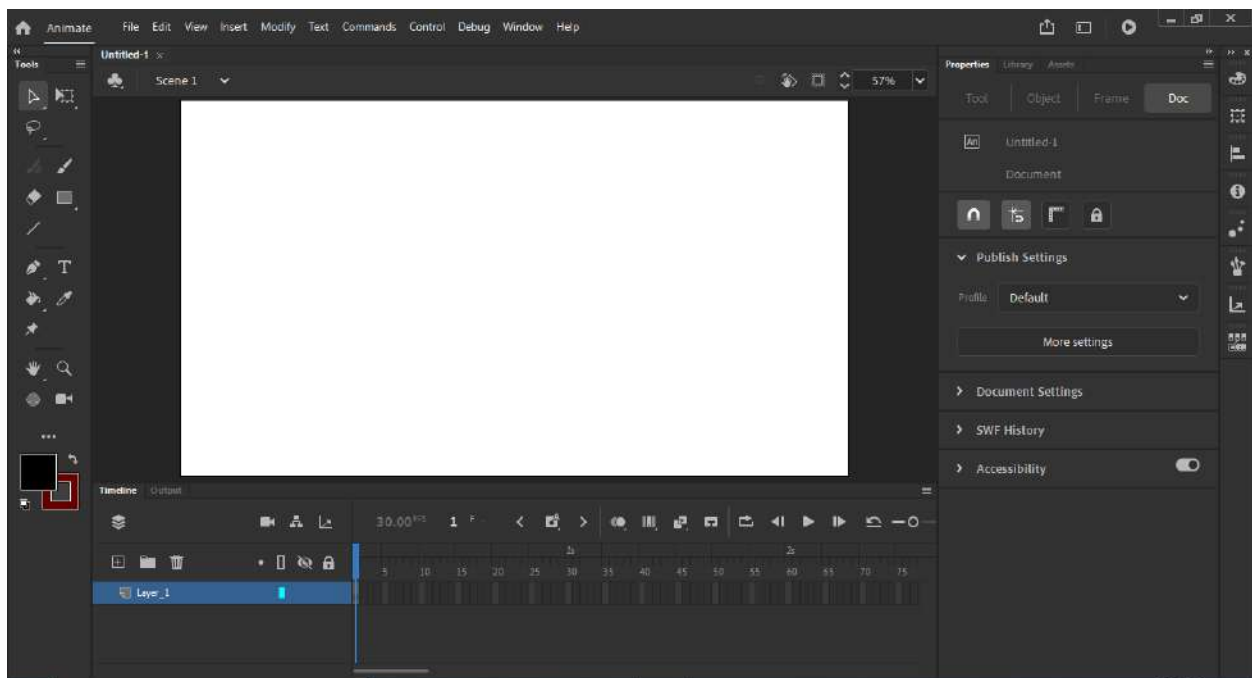 Animate File Edit View Insert Modify Text Commands Control Debug Window Help
Tools
Untitled-1 ×
Scene 1
57%
Properties Library Assets
Tool Object Frame Doc
An Untitled-1
Document
Publish Settings
Profile Default
More settings
Document Settings
SWF History
Accessibility
Timeline Output
30.00 FPS 1 F
5 10 15 20 25 30 35 40 45 50 55 60 65 70 75
Layer_1